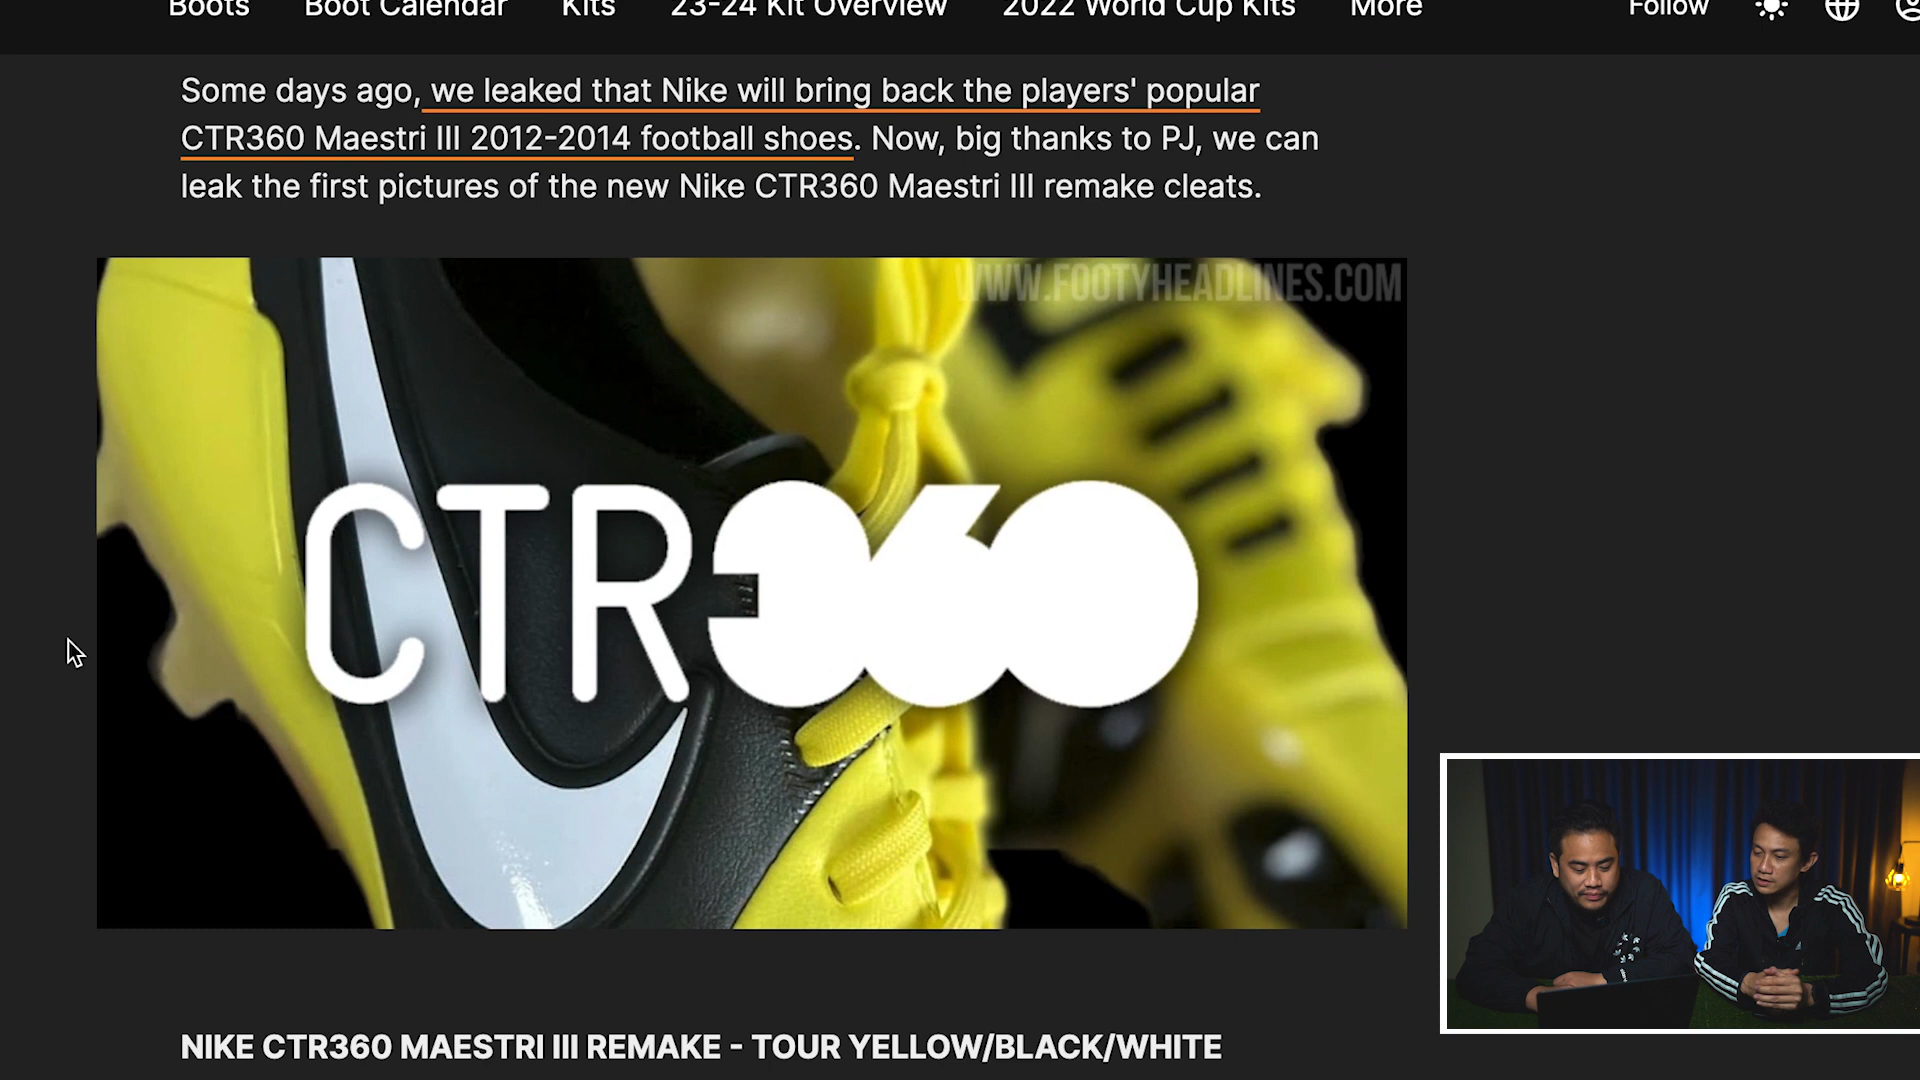 Boots Boot Calendar Kits 23-24 Kit Overview 2022 World Cup Kits More Follow
Some days ago, we leaked that Nike will bring back the players' popular
CTR360 Maestri III 2012-2014 football shoes. Now, big thanks to PJ, we can
leak the first pictures of the new Nike CTR360 Maestri III remake cleats.
WWW.FOOTYHEADLINES.COM
CTR360
NIKE CTR360 MAESTRI III REMAKE - TOUR YELLOW/BLACK/WHITE